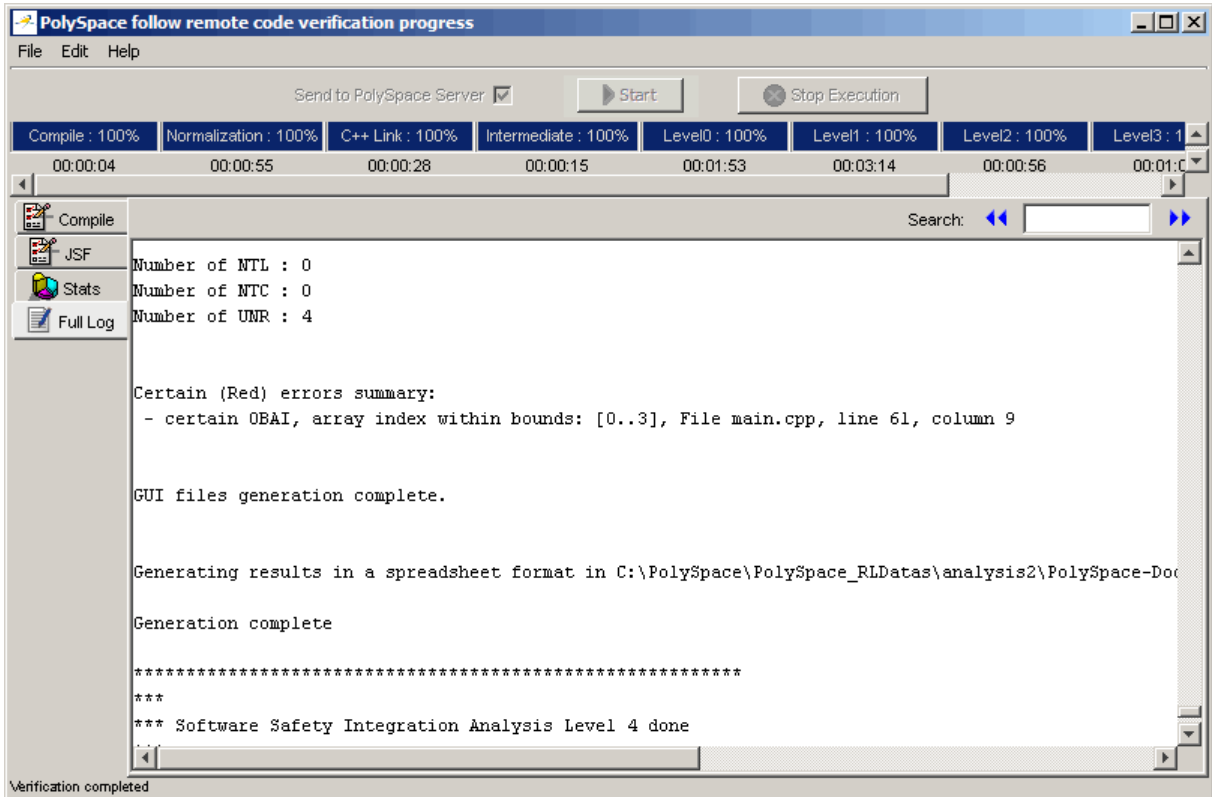 PolySpace follow remote code verification progress
File Edit Help
Send to PolySpace Server Start Stop Execution
Compile : 100% Normalization : 100% C++ Link : 100% Intermediate : 100% Level0 : 100% Level1 : 100% Level2 : 100% Level3 : 1
00:00:04 00:00:55 00:00:28 00:00:15 00:01:53 00:03:14 00:00:56 00:01:0
Compile Search:
JSF
Stats
Full Log
Number of NTL : 0
Number of NTC : 0
Number of UNR : 4
Certain (Red) errors summary:
- certain OBAI, array index within bounds: [0..3], File main.cpp, line 61, column 9
GUI files generation complete.
Generating results in a spreadsheet format in C:\PolySpace\PolySpace_RLDatas\analysis2\PolySpace-Doc
Generation complete
**********************************************************
***
*** Software Safety Integration Analysis Level 4 done
***
Verification completed